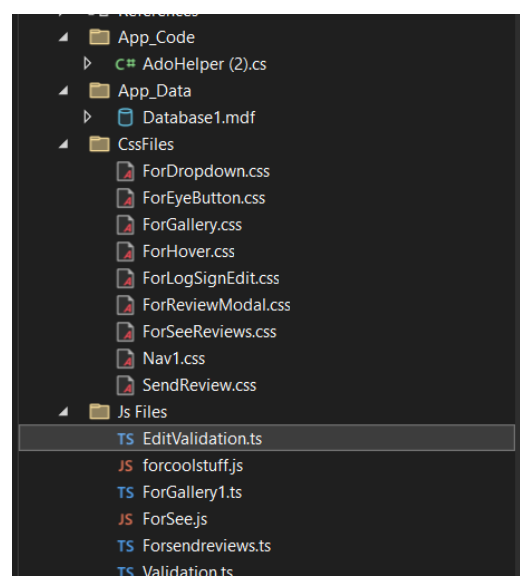 References
App_Code
C# AdoHelper (2).cs
App_Data
Database1.mdf
CssFiles
ForDropdown.css
ForEyeButton.css
ForGallery.css
ForHover.css
ForLogSignEdit.css
ForReviewModal.css
ForSeeReviews.css
Nav1.css
SendReview.css
Js Files
TS EditValidation.ts
JS forcoolstuff.js
TS ForGallery1.ts
JS ForSee.js
TS Forsendreviews.ts
TS Validation.ts